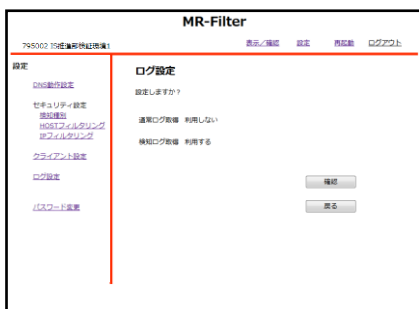 MR-Filter
795002 IS推進部検証環境1
表示／確認 設定 再起動 ログアウト
設定
DNS動作設定
セキュリティ設定
検知種別
HOSTフィルタリング
IPフィルタリング
クライアント設定
ログ設定
パスワード変更
ログ設定
設定しますか？
通常ログ取得 利用しない
検知ログ取得 利用する
確認
戻る